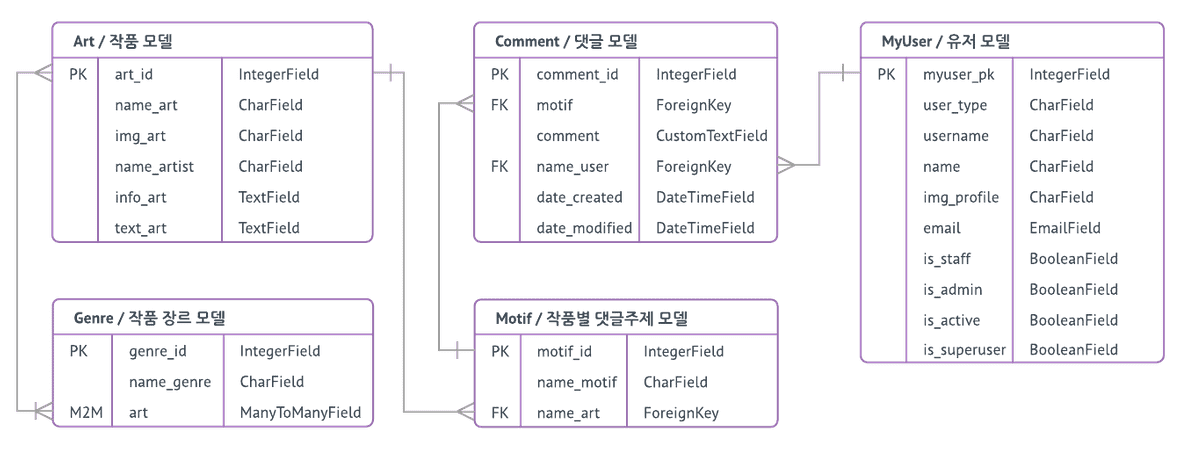 Art / 작품 모델
PK art_id IntegerField
name_art CharField
img_art CharField
name_artist CharField
info_art TextField
text_art TextField
Comment / 댓글 모델
PK comment_id IntegerField
FK motif ForeignKey
comment CustomTextField
FK name_user ForeignKey
date_created DateTimeField
date_modified DateTimeField
MyUser / 유저 모델
PK myuser_pk IntegerField
user_type CharField
username CharField
name CharField
img_profile CharField
email EmailField
is_staff BooleanField
is_admin BooleanField
is_active BooleanField
is_superuser BooleanField
Genre / 작품 장르 모델
PK genre_id IntegerField
name_genre CharField
M2M art ManyToManyField
Motif / 작품별 댓글주제 모델
PK motif_id IntegerField
name_motif CharField
FK name_art ForeignKey